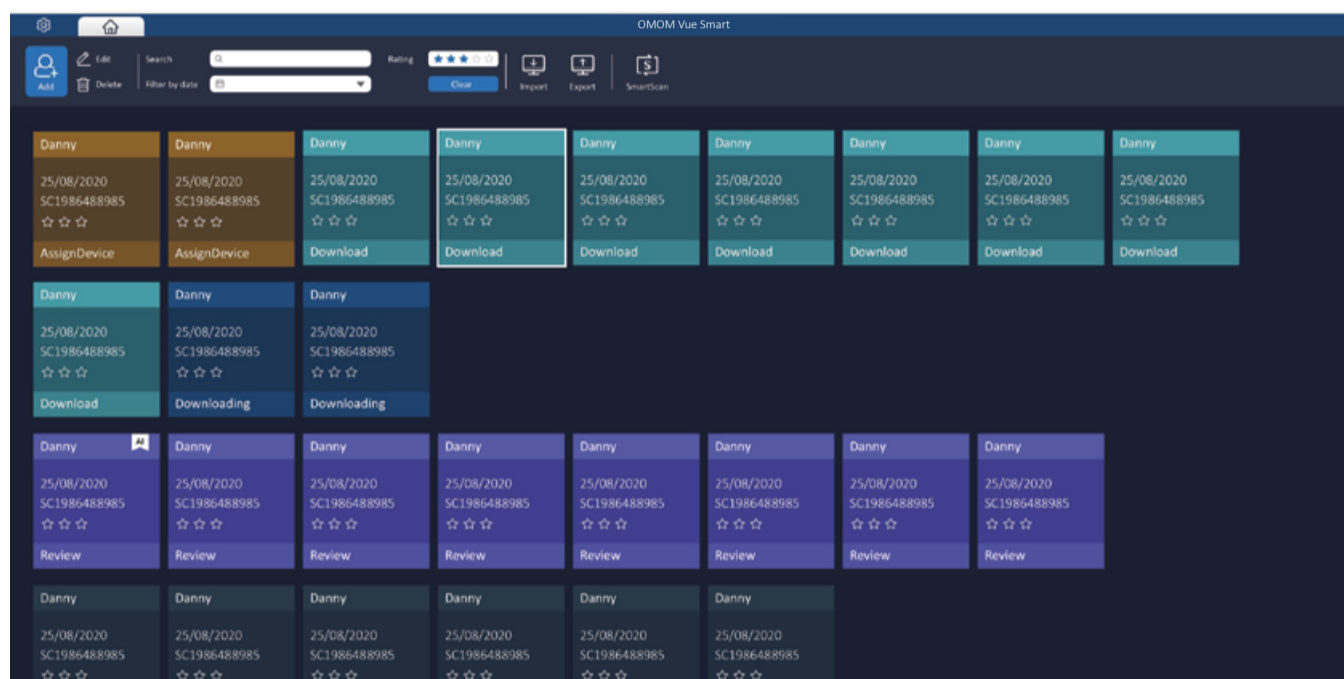 OMOM Vue Smart
Add
Edit
Delete
Search
Filter by date
Rating
Clear
Import
Export
SmartScan
Danny Danny Danny Danny Danny Danny Danny Danny Danny
25/08/2020 25/08/2020 25/08/2020 25/08/2020 25/08/2020 25/08/2020 25/08/2020 25/08/2020 25/08/2020
SC1986488985 SC1986488985 SC1986488985 SC1986488985 SC1986488985 SC1986488985 SC1986488985 SC1986488985 SC1986488985
AssignDevice AssignDevice Download Download Download Download Download Download Download
Danny Danny Danny
25/08/2020 25/08/2020 25/08/2020
SC1986488985 SC1986488985 SC1986488985
Download Downloading Downloading
Danny AI Danny Danny Danny Danny Danny Danny Danny
25/08/2020 25/08/2020 25/08/2020 25/08/2020 25/08/2020 25/08/2020 25/08/2020 25/08/2020
SC1986488985 SC1986488985 SC1986488985 SC1986488985 SC1986488985 SC1986488985 SC1986488985 SC1986488985
Review Review Review Review Review Review Review Review
Danny Danny Danny Danny Danny Danny
25/08/2020 25/08/2020 25/08/2020 25/08/2020 25/08/2020 25/08/2020
SC1986488985 SC1986488985 SC1986488985 SC1986488985 SC1986488985 SC1986488985